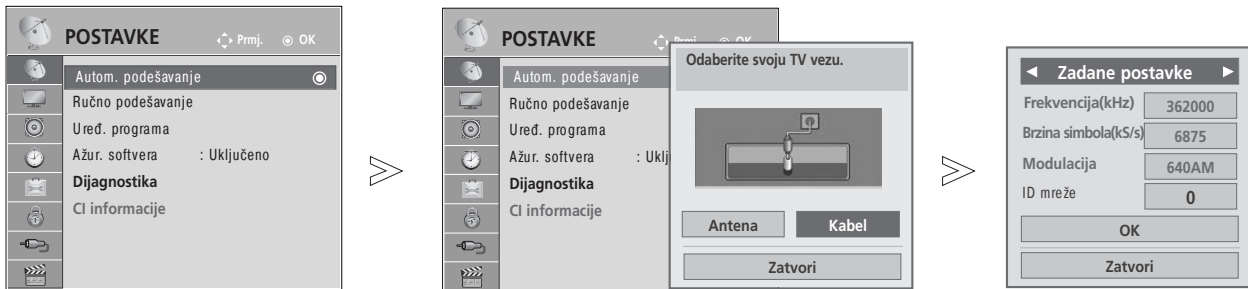 POSTAVKE Prmj. OK
Autom. podešavanje
Ručno podešavanje
Uređ. programa
Ažur. softvera : Uključeno
Dijagnostika
CI informacije
POSTAVKE Prmj. OK
Autom. podešavanje
Ručno podešavanje
Uređ. programa
Ažur. softvera : Uklj
Dijagnostika
CI informacije
Odaberite svoju TV vezu.
Antena Kabel
Zatvori
Zadane postavke
Frekvencija(kHz) 362000
Brzina simbola(kS/s) 6875
Modulacija 640AM
ID mreže 0
OK
Zatvori